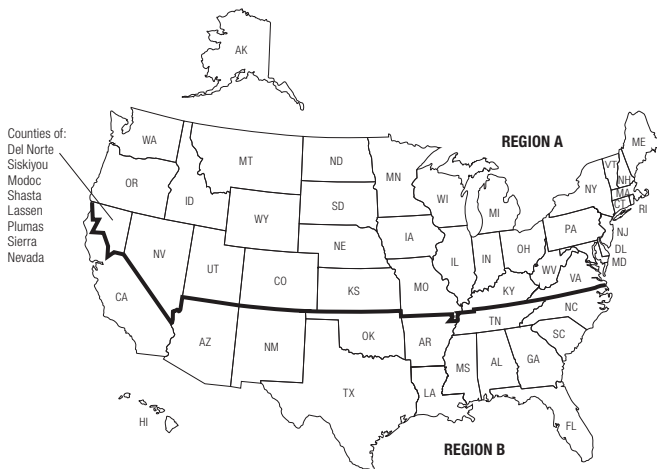 AK
Counties of:
Del Norte
Siskiyou
Modoc
Shasta
Lassen
Plumas
Sierra
Nevada
REGION A
WA
MT
ND
MN
ME
VT
NH
OR
ID
WY
SD
WI
MI
NY
MA
CT
RI
NV
UT
CO
NE
IA
IL
IN
OH
PA
NJ
DL
MD
WV
VA
KS
MO
KY
CA
AZ
NM
OK
AR
TN
NC
SC
MS
AL
GA
TX
LA
FL
HI
REGION B